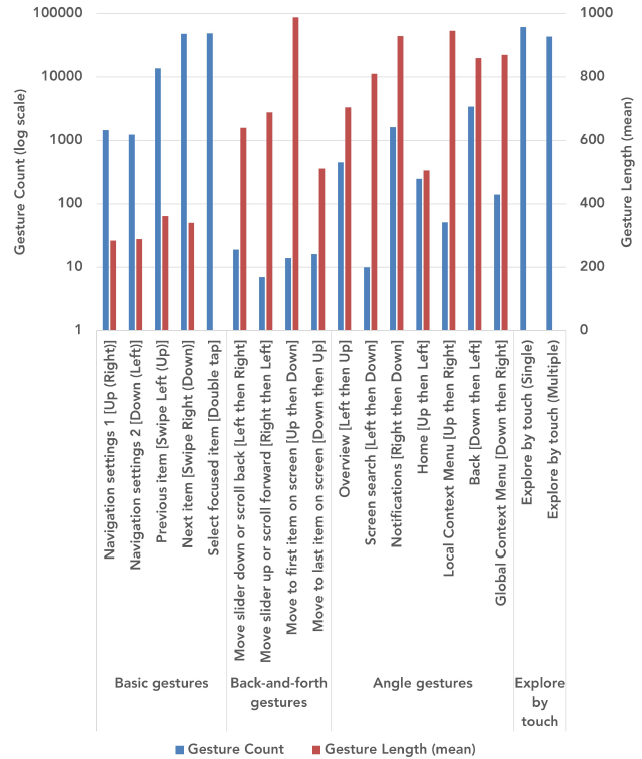 100000
10000
1000
100
10
1
Gesture Count (log scale)
1000
800
600
400
200
0
Gesture Length (mean)
Navigation settings 1 [Up (Right)]
Navigation settings 2 [Down (Left)]
Previous item [Swipe Left (Up)]
Next item [Swipe Right (Down)]
Select focused item [Double tap]
Move slider down or scroll back [Left then Right]
Move slider up or scroll forward [Right then Left]
Move to first item on screen [Up then Down]
Move to last item on screen [Down then Up]
Overview [Left then Up]
Screen search [Left then Down]
Notifications [Right then Down]
Home [Up then Left]
Local Context Menu [Up then Right]
Back [Down then Left]
Global Context Menu [Down then Right]
Explore by touch (Single)
Explore by touch (Multiple)
Basic gestures
Back-and-forth
gestures
Angle gestures
Explore
by
touch
Gesture Count
Gesture Length (mean)